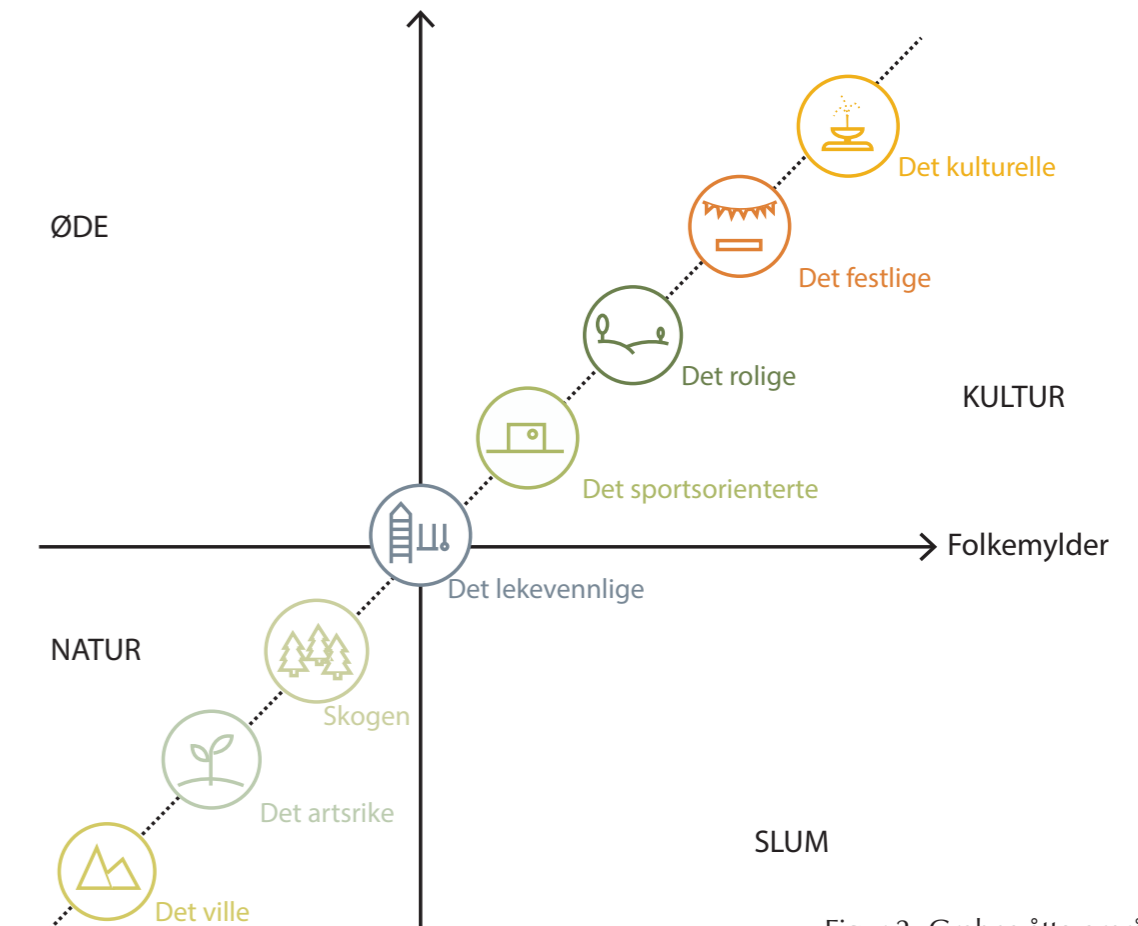 Det kulturelle
ØDE
Det festlige
Det rolige
KULTUR
Det sportsorienterte
Folkemylder
Det lekevennlige
NATUR
Skogen
Det artsrike
SLUM
Det ville